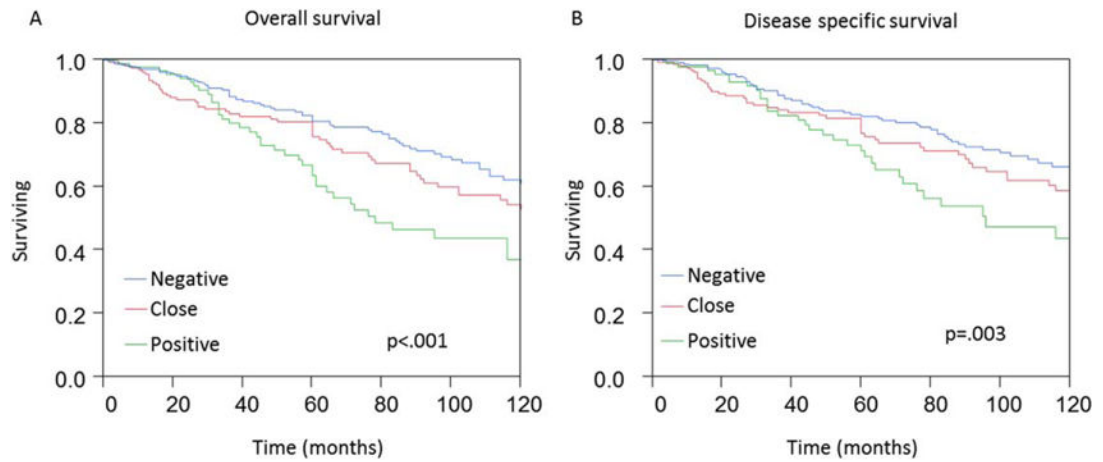 A Overall survival
1.0
0.8
0.6
0.4
0.2
0.0
Surviving
Negative
Close
Positive
p<.001
0 20 40 60 80 100 120
Time (months)
B Disease specific survival
1.0
0.8
0.6
0.4
0.2
0.0
Surviving
Negative
Close
Positive
p=.003
0 20 40 60 80 100 120
Time (months)